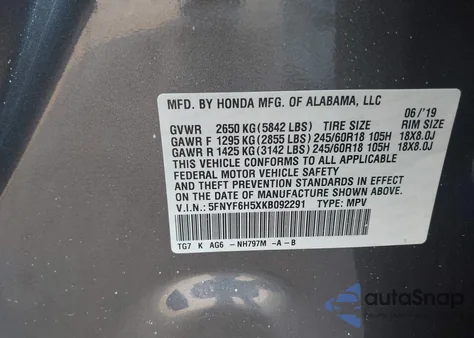 MFD. BY HONDA MFG. OF ALABAMA, LLC
06/'19
GVWR 2650 KG(5842 LBS) TIRE SIZE RIM SIZE
GAWR F 1295 KG(2855 LBS) 245/60R18 105H 18X8.0J
GAWR R 1425 KG(3142 LBS) 245/60R18 105H 18X8.0J
THIS VEHICLE CONFORMS TO ALL APPLICABLE
FEDERAL MOTOR VEHICLE SAFETY
AND THEFT PREVENTION STANDARDS IN EFFECT
ON THE DATE OF MANUFACTURE SHOWN ABOVE.
V.I.N.: 5FNYF6H5XKB092291 TYPE: MPV
TG7 K AG6 -NH797M -A -B
autoSnap